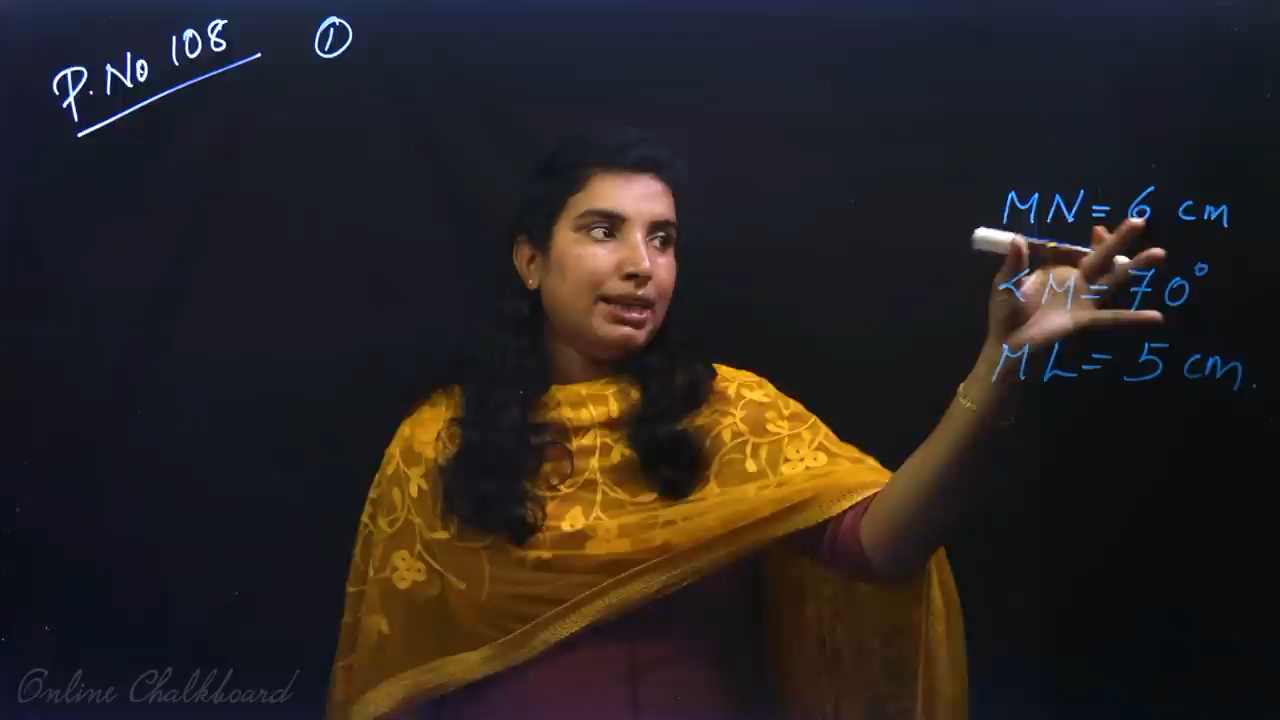 P. No 108 ①
MN = 6 cm
∠M = 70°
ML = 5 cm.
Online Chalkboard